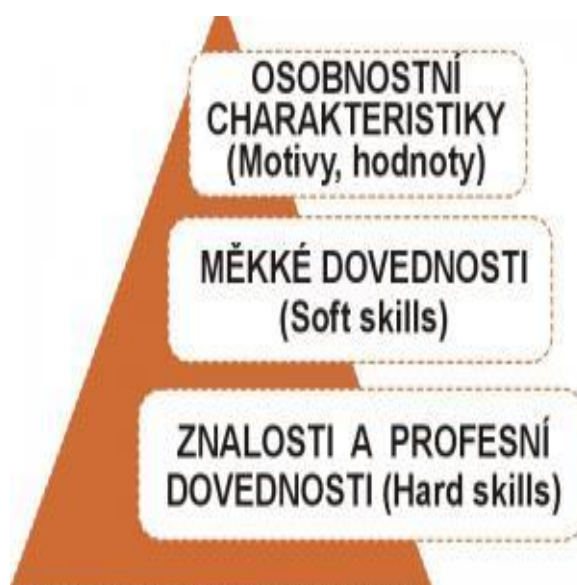 OSOBNOSTNÍ
CHARAKTERISTIKY
(Motivy, hodnoty)
MĚKKÉ DOVEDNOSTI
(Soft skills)
ZNALOSTI A PROFESNÍ
DOVEDNOSTI (Hard skills)